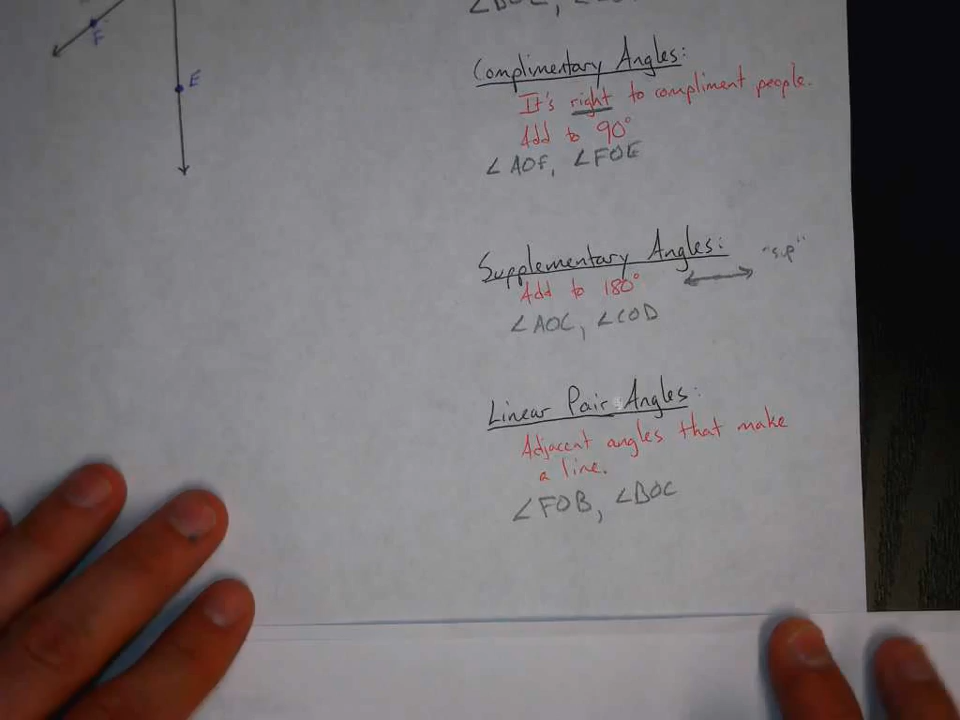 F
E
Complimentary Angles:
It's right to compliment people.
Add to 90°
∠AOF, ∠FOE
Supplementary Angles: "sup"
Add to 180°
∠AOC, ∠COD
Linear Pair Angles:
Adjacent angles that make
a line.
∠FOB, ∠BOC